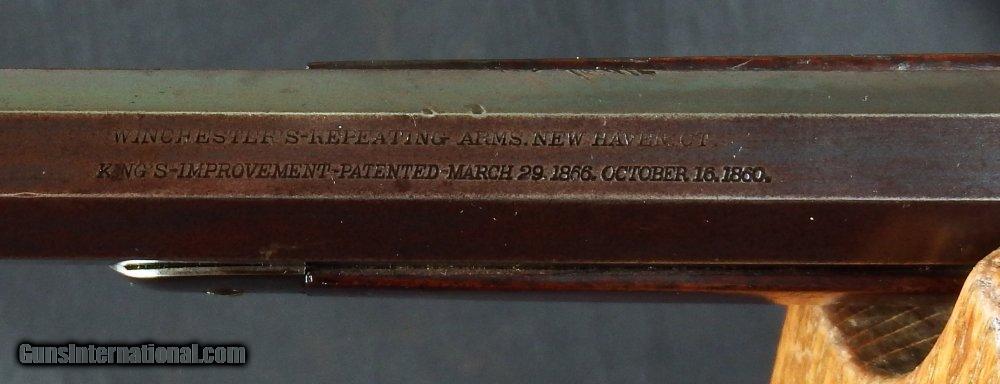 WINCHESTER'S-REPEATING ARMS. NEW HAVEN. CT.
KING'S-IMPROVEMENT-PATENTED-MARCH 29. 1866. OCTOBER 16. 1860.
GunsInternational.com